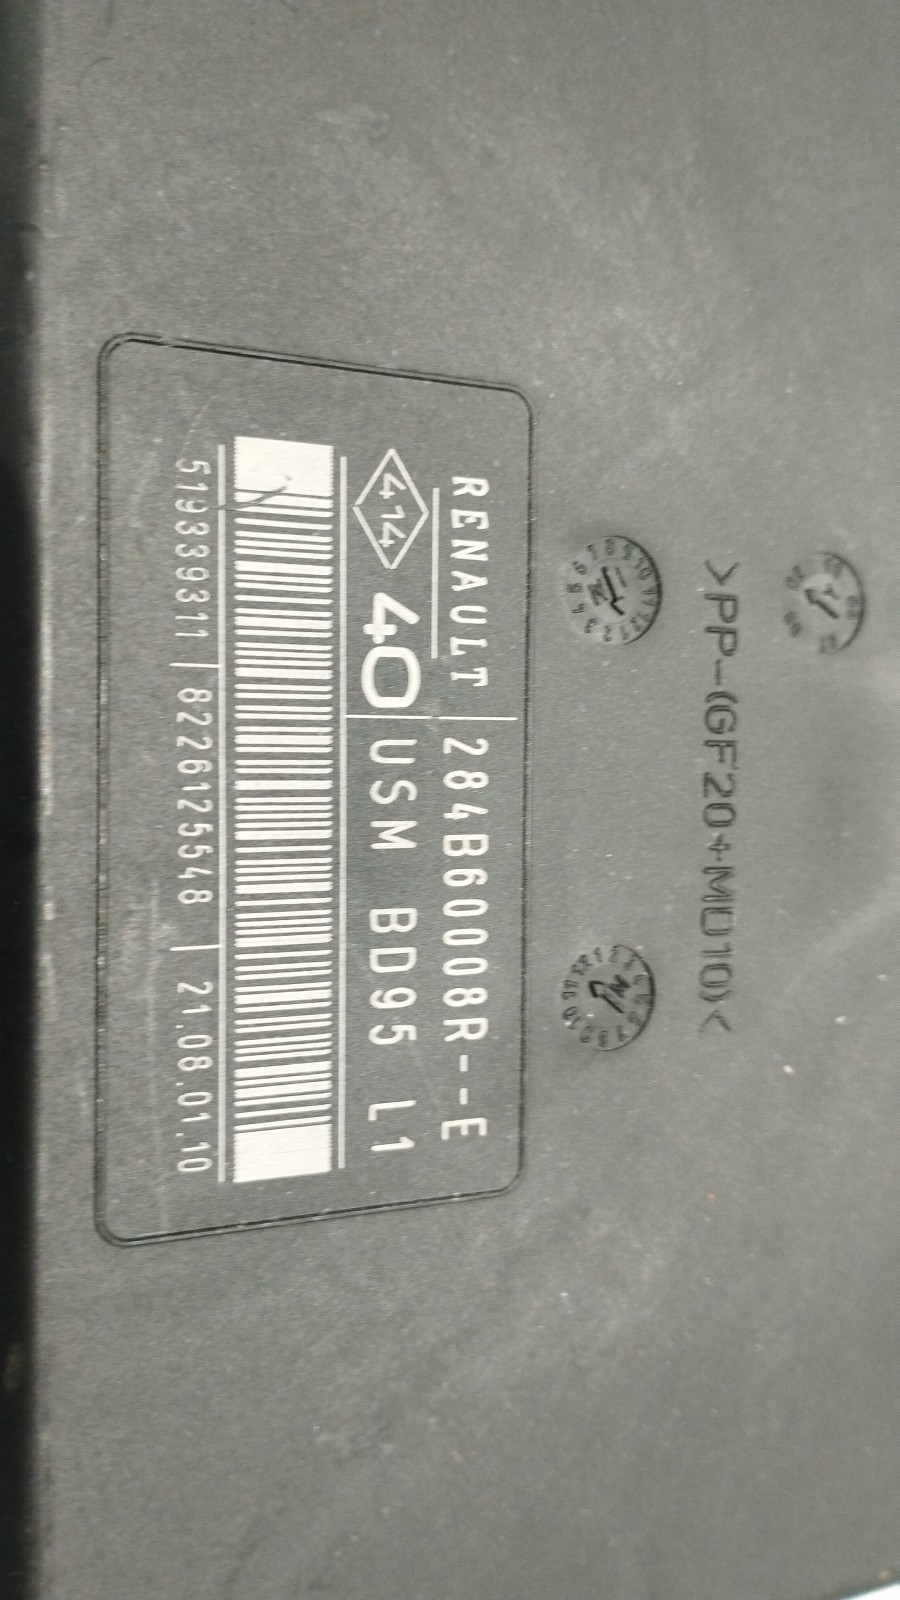 >PP-(GF20+MD10)<
RENAULT 284B60008R--E
414 40 USM BD95 L1
519339311 8226125548 21.08.01.10